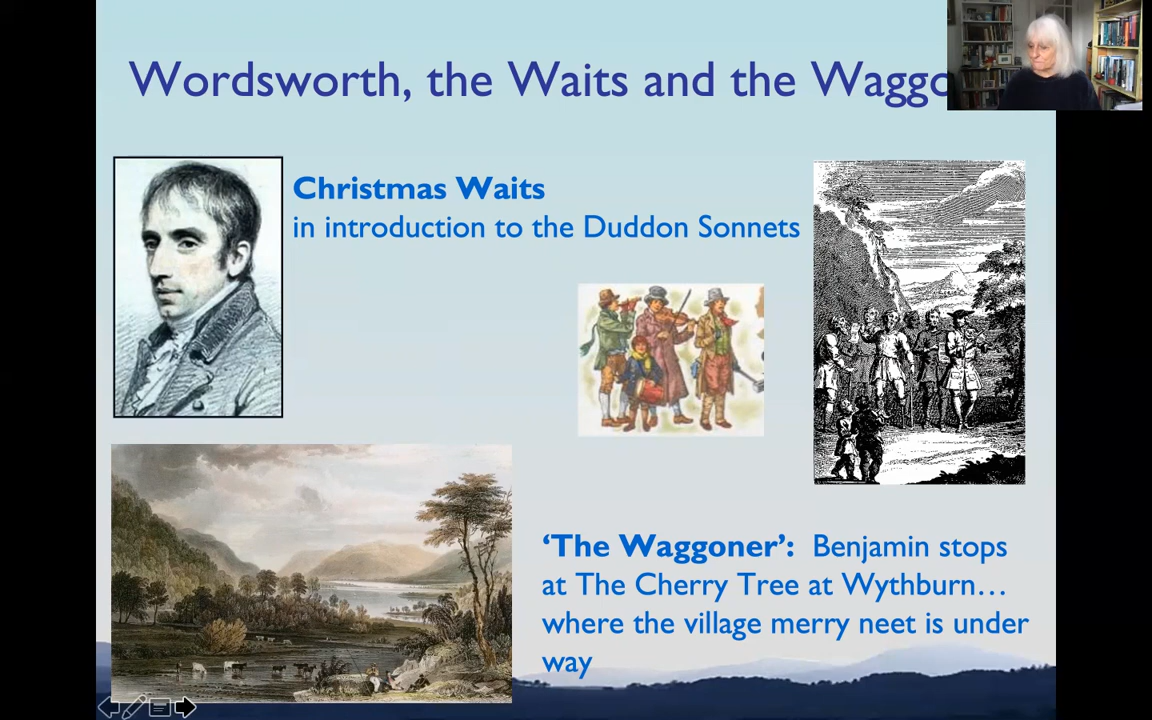 Wordsworth, the Waits and the Waggo
Christmas Waits
in introduction to the Duddon Sonnets
‘The Waggoner’: Benjamin stops
at The Cherry Tree at Wythburn…
where the village merry neet is under
way